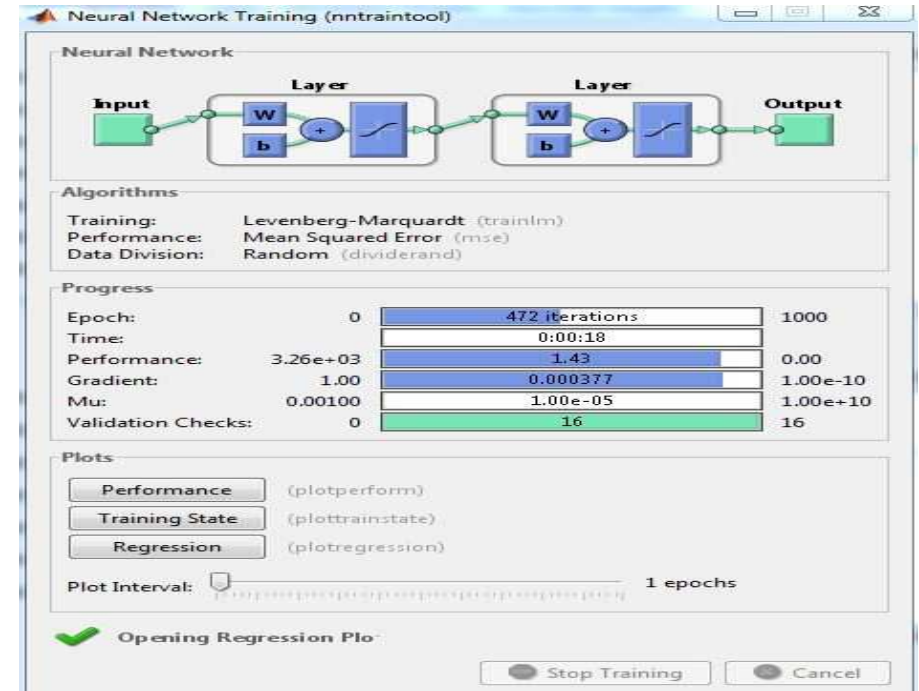 Neural Network Training (nntraintool)
Neural Network
Layer Layer
Input Output
W W
b + b +
Algorithms
Training: Levenberg-Marquardt (trainlm)
Performance: Mean Squared Error (mse)
Data Division: Random (dividerand)
Progress
Epoch: 0 472 iterations 1000
Time: 0:00:18
Performance: 3.26e+03 1.43 0.00
Gradient: 1.00 0.000377 1.00e-10
Mu: 0.00100 1.00e-05 1.00e+10
Validation Checks: 0 16 16
Plots
Performance (plotperform)
Training State (plottrainstate)
Regression (plotregression)
Plot Interval: 1 epochs
Opening Regression Plo
Stop Training Cancel